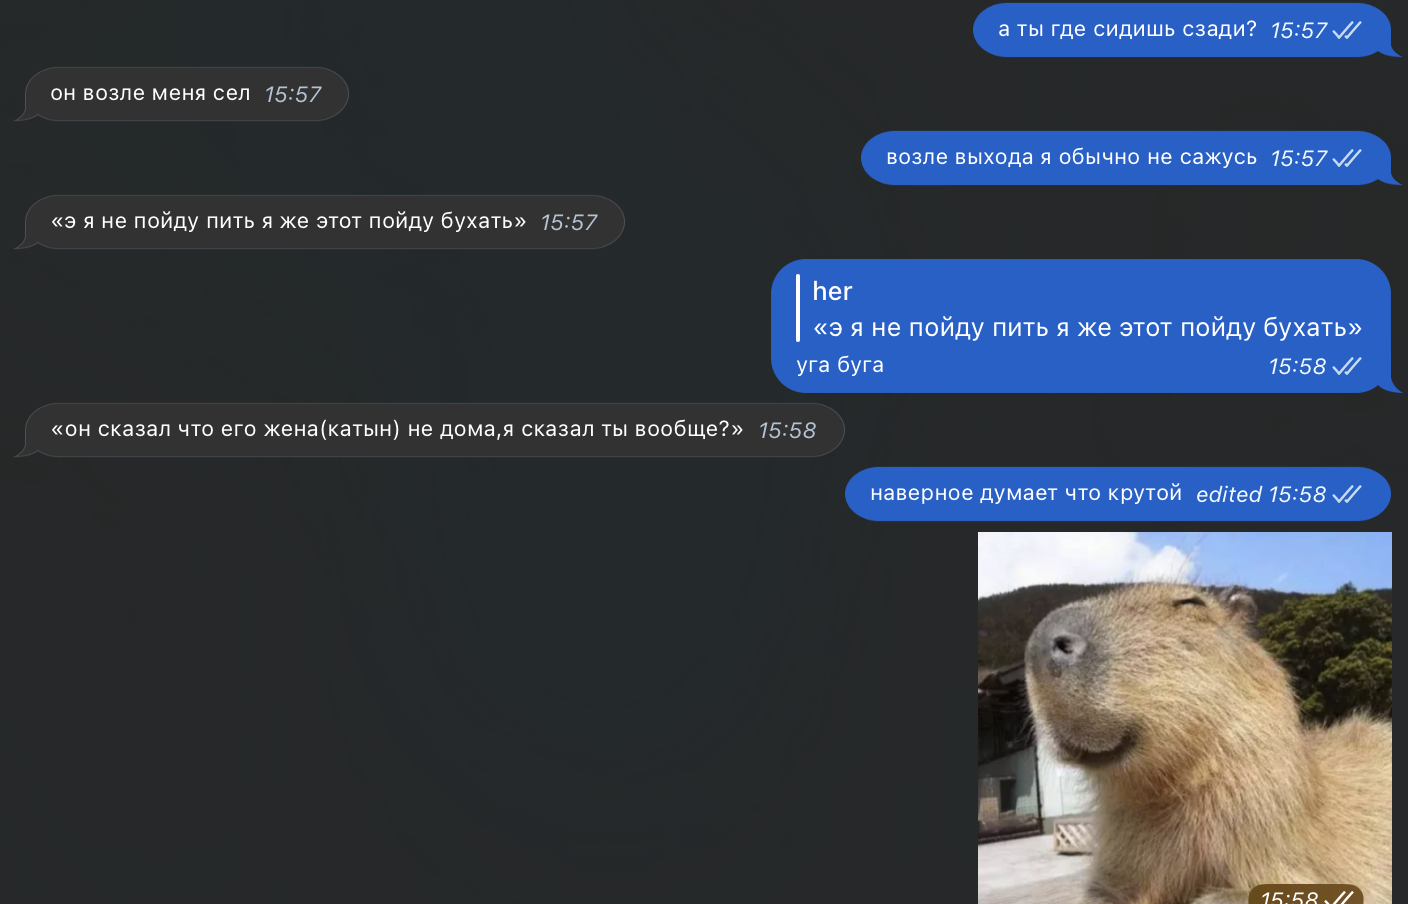 а ты где сидишь сзади? 15:57
он возле меня сел 15:57
возле выхода я обычно не сажусь 15:57
«э я не пойду пить я же этот пойду бухать» 15:57
her
«э я не пойду пить я же этот пойду бухать»
уга буга 15:58
«он сказал что его жена(катын) не дома,я сказал ты вообще?» 15:58
наверное думает что крутой edited 15:58
15:58